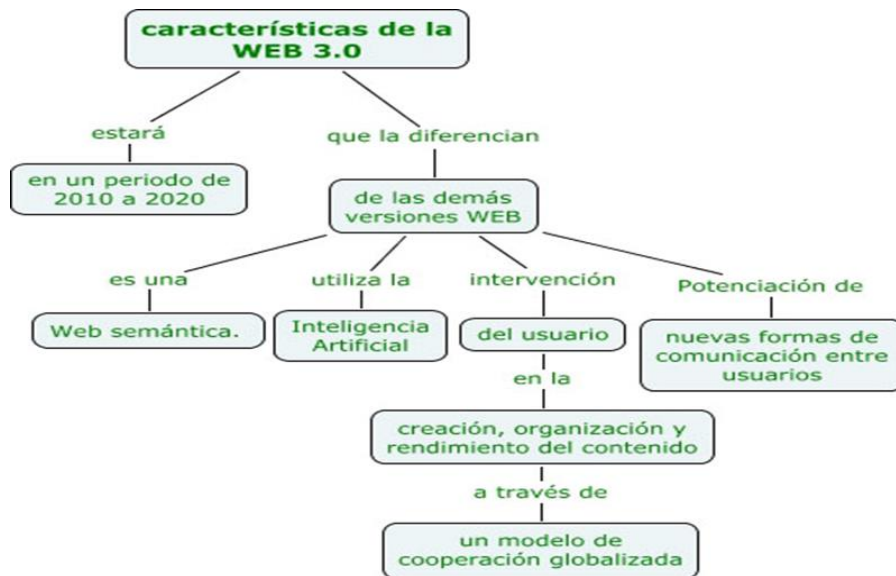 características de la
WEB 3.0
estará
que la diferencian
en un periodo de
2010 a 2020
de las demás
versiones WEB
es una
utiliza la
intervención
Potenciación de
Web semántica.
Inteligencia
Artificial
del usuario
nuevas formas de
comunicación entre
usuarios
en la
creación, organización y
rendimiento del contenido
a través de
un modelo de
cooperación globalizada